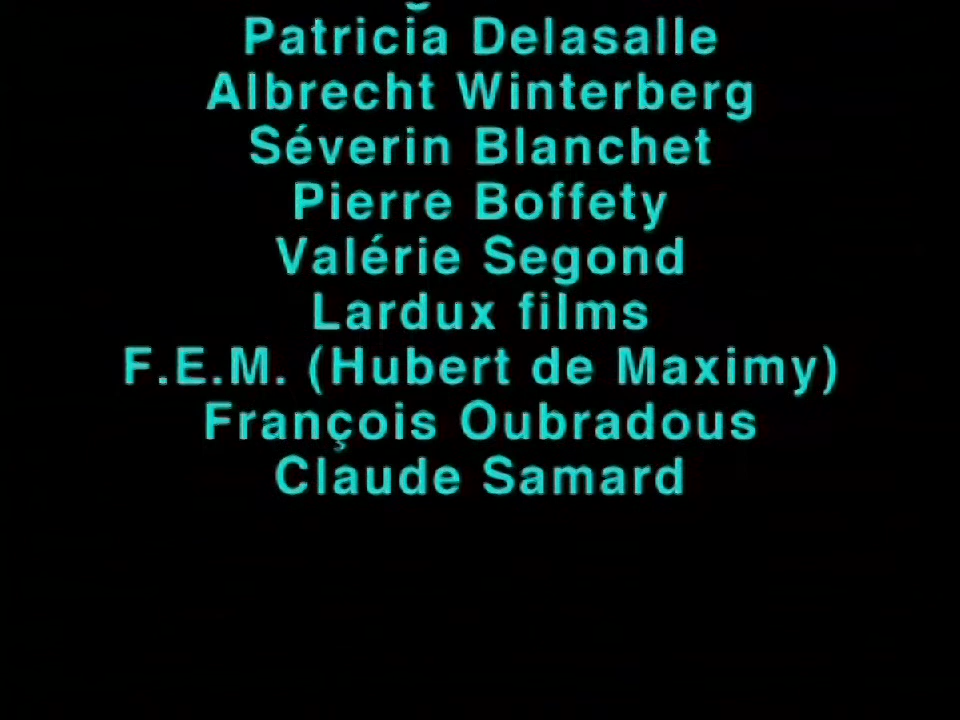 Patricia Delasalle
Albrecht Winterberg
Séverin Blanchet
Pierre Boffety
Valérie Segond
Lardux films
F.E.M. (Hubert de Maximy)
François Oubradous
Claude Samard